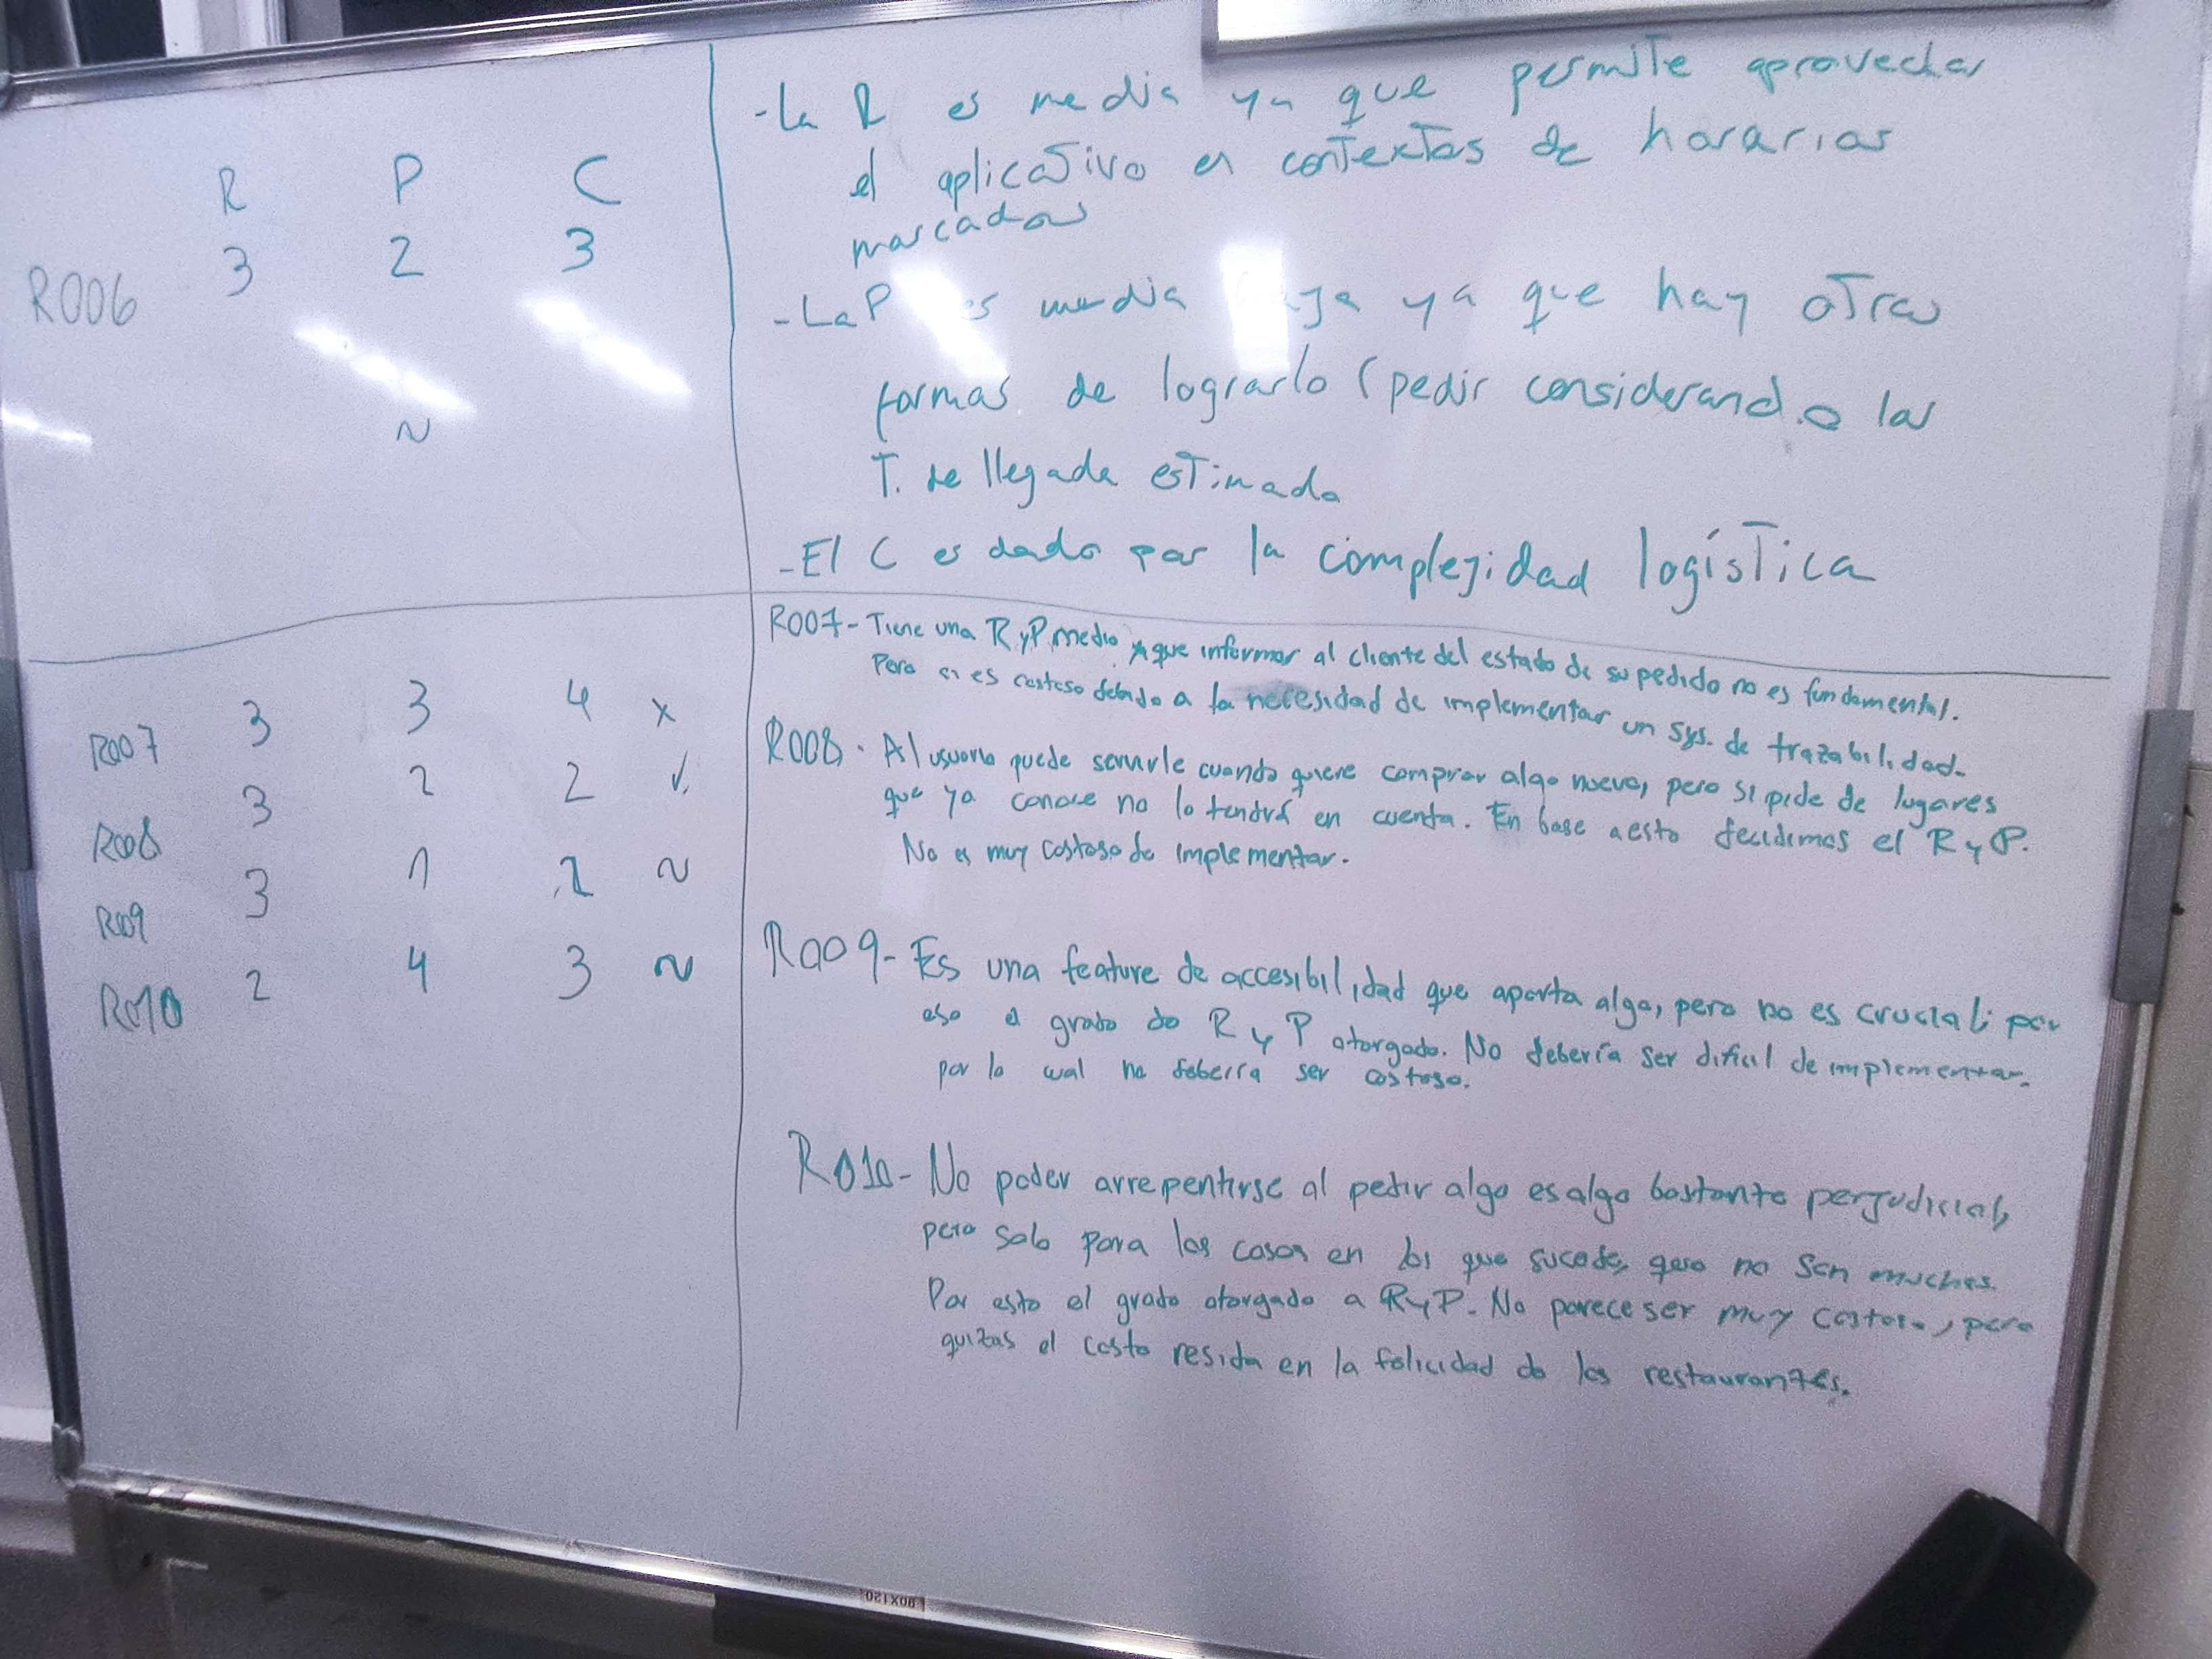 R P C
R006 3 2 3
~
-La R es media ya que permite aprovechar
el aplicativo en contextos de horarios
marcados
-La P es media ya que hay otras
formas de lograrlo (pedir considerando las
T. de llegada estimada
-El C es dado por la complejidad logística
R007 3 3 4 x
R008 3 2 2 ✓
R009 3 1 ~
R010 2 4 3 ~
R007- Tiene una R y P medio ya que informar al cliente del estado de su pedido no es fundamental.
Pero es costoso debido a la necesidad de implementar un sys. de trazabilidad.
R008. Al usuario puede servirle cuando quiere comprar algo nuevo, pero si pide de lugares
que ya conoce no lo tendrá en cuenta. En base a esto decidimos el R y P.
No es muy costoso de implementar.
R009- Es una feature de accesibilidad que aporta algo, pero no es crucial; por
eso el grado de R y P otorgado. No debería ser dificil de implementar.
por lo cual no debería ser costoso.
R010- No poder arrepentirse al pedir algo es algo bastante perjudicial,
pero solo para los casos en los que sucede, que no son muchos.
Por esto el grado otorgado a R y P. No parece ser muy costoso, pero
quizas el costo resida en la felicidad de los restaurantes.
90X120